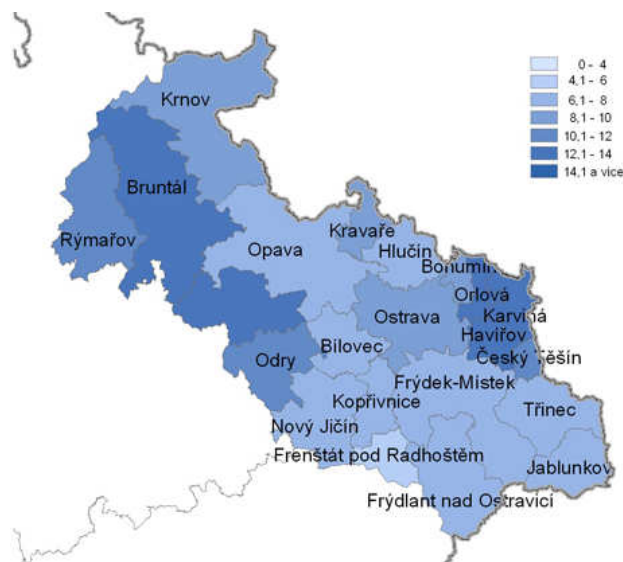 0 - 4
4,1 - 6
6,1 - 8
8,1 - 10
10,1 - 12
12,1 - 14
14,1 a více
Krnov
Bruntál
Rýmařov
Opava
Kravaře
Hlučín
Bohumín
Orlová
Karviná
Ostrava
Havířov
Bílovec
Český Těšín
Odry
Frýdek-Místek
Kopřivnice
Třinec
Nový Jičín
Frenštát pod Radhoštěm
Jablunkov
Frýdlant nad Ostravicí